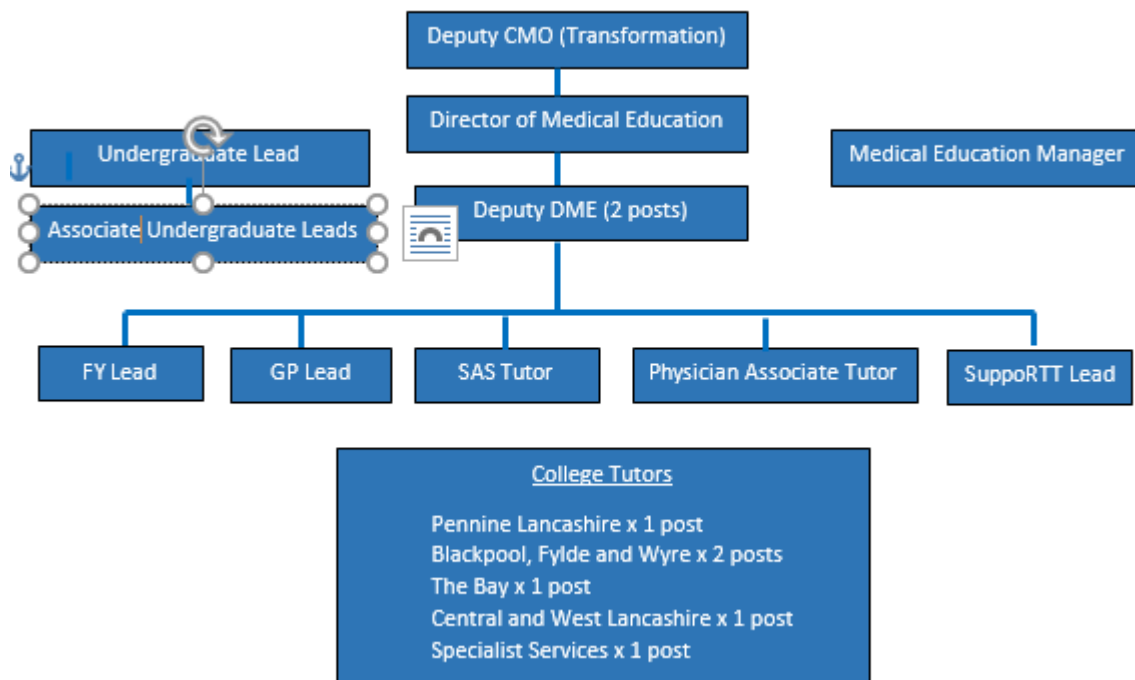 Deputy CMO (Transformation)
Director of Medical Education
Undergraduate Lead
Medical Education Manager
Associate Undergraduate Leads
Deputy DME (2 posts)
FY Lead
GP Lead
SAS Tutor
Physician Associate Tutor
SuppoRTT Lead
College Tutors
Pennine Lancashire x 1 post
Blackpool, Fylde and Wyre x 2 posts
The Bay x 1 post
Central and West Lancashire x 1 post
Specialist Services x 1 post